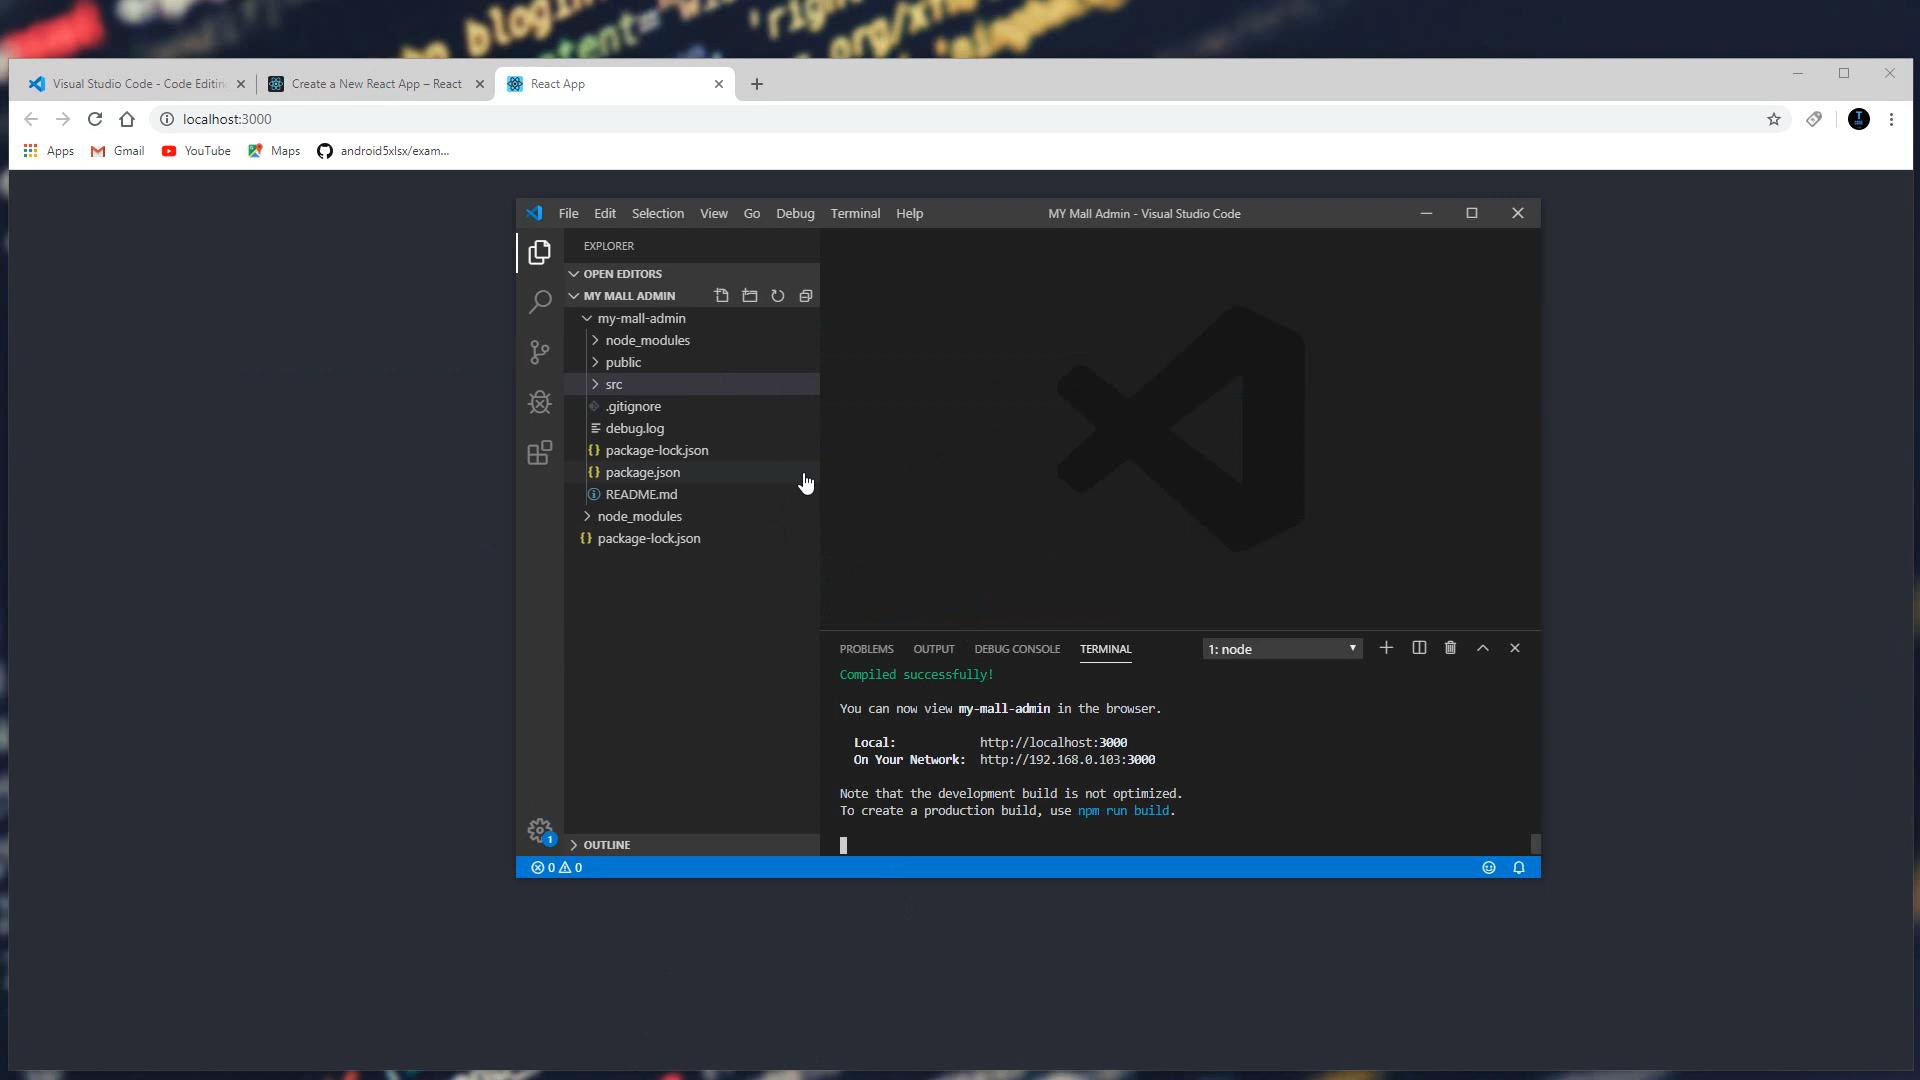 Visual Studio Code - Code Editin
Create a New React App – React
React App
localhost:3000
Apps
Gmail
YouTube
Maps
android5xlsx/exam...
File Edit Selection View Go Debug Terminal Help
MY Mall Admin - Visual Studio Code
EXPLORER
OPEN EDITORS
MY MALL ADMIN
my-mall-admin
node_modules
public
src
.gitignore
debug.log
package-lock.json
package.json
README.md
node_modules
package-lock.json
OUTLINE
PROBLEMS OUTPUT DEBUG CONSOLE TERMINAL
1: node
Compiled successfully!
You can now view my-mall-admin in the browser.
Local: http://localhost:3000
On Your Network: http://192.168.0.103:3000
Note that the development build is not optimized.
To create a production build, use npm run build.
1
0 0